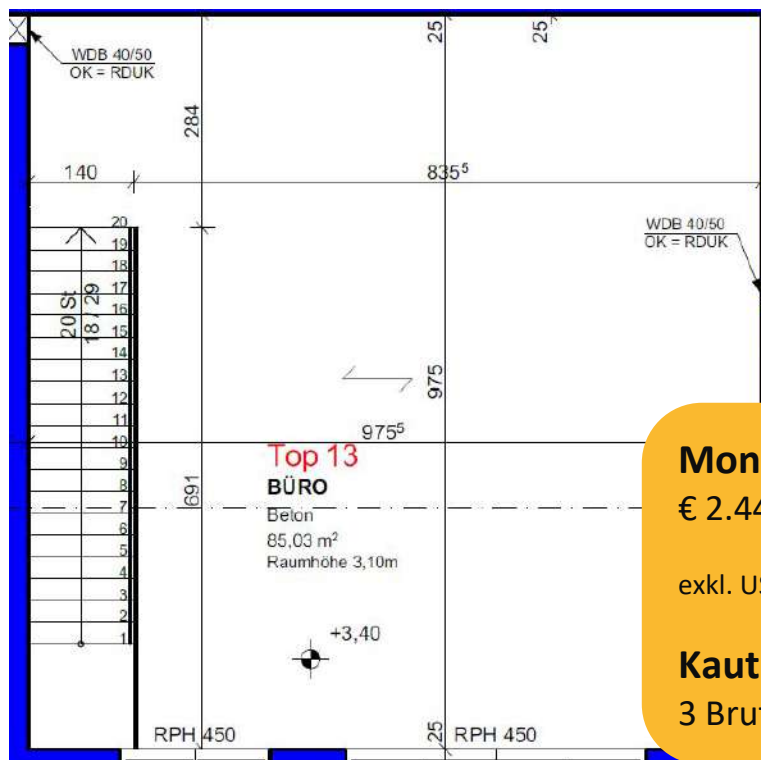 25
25
WDB 40/50
OK = RDUK
284
140
835⁵
WDB 40/50
OK = RDUK
20
19
18
17
16
15
14
13
12
11
10
9
8
7
6
5
4
3
2
1
20 St
18 / 29
975
975⁵
691
Top 13
BÜRO
Beton
85,03 m²
Raumhöhe 3,10m
+3,40
RPH 450
25
RPH 450
Mon
€ 2.44
exkl. US
Kaut
3 Brut